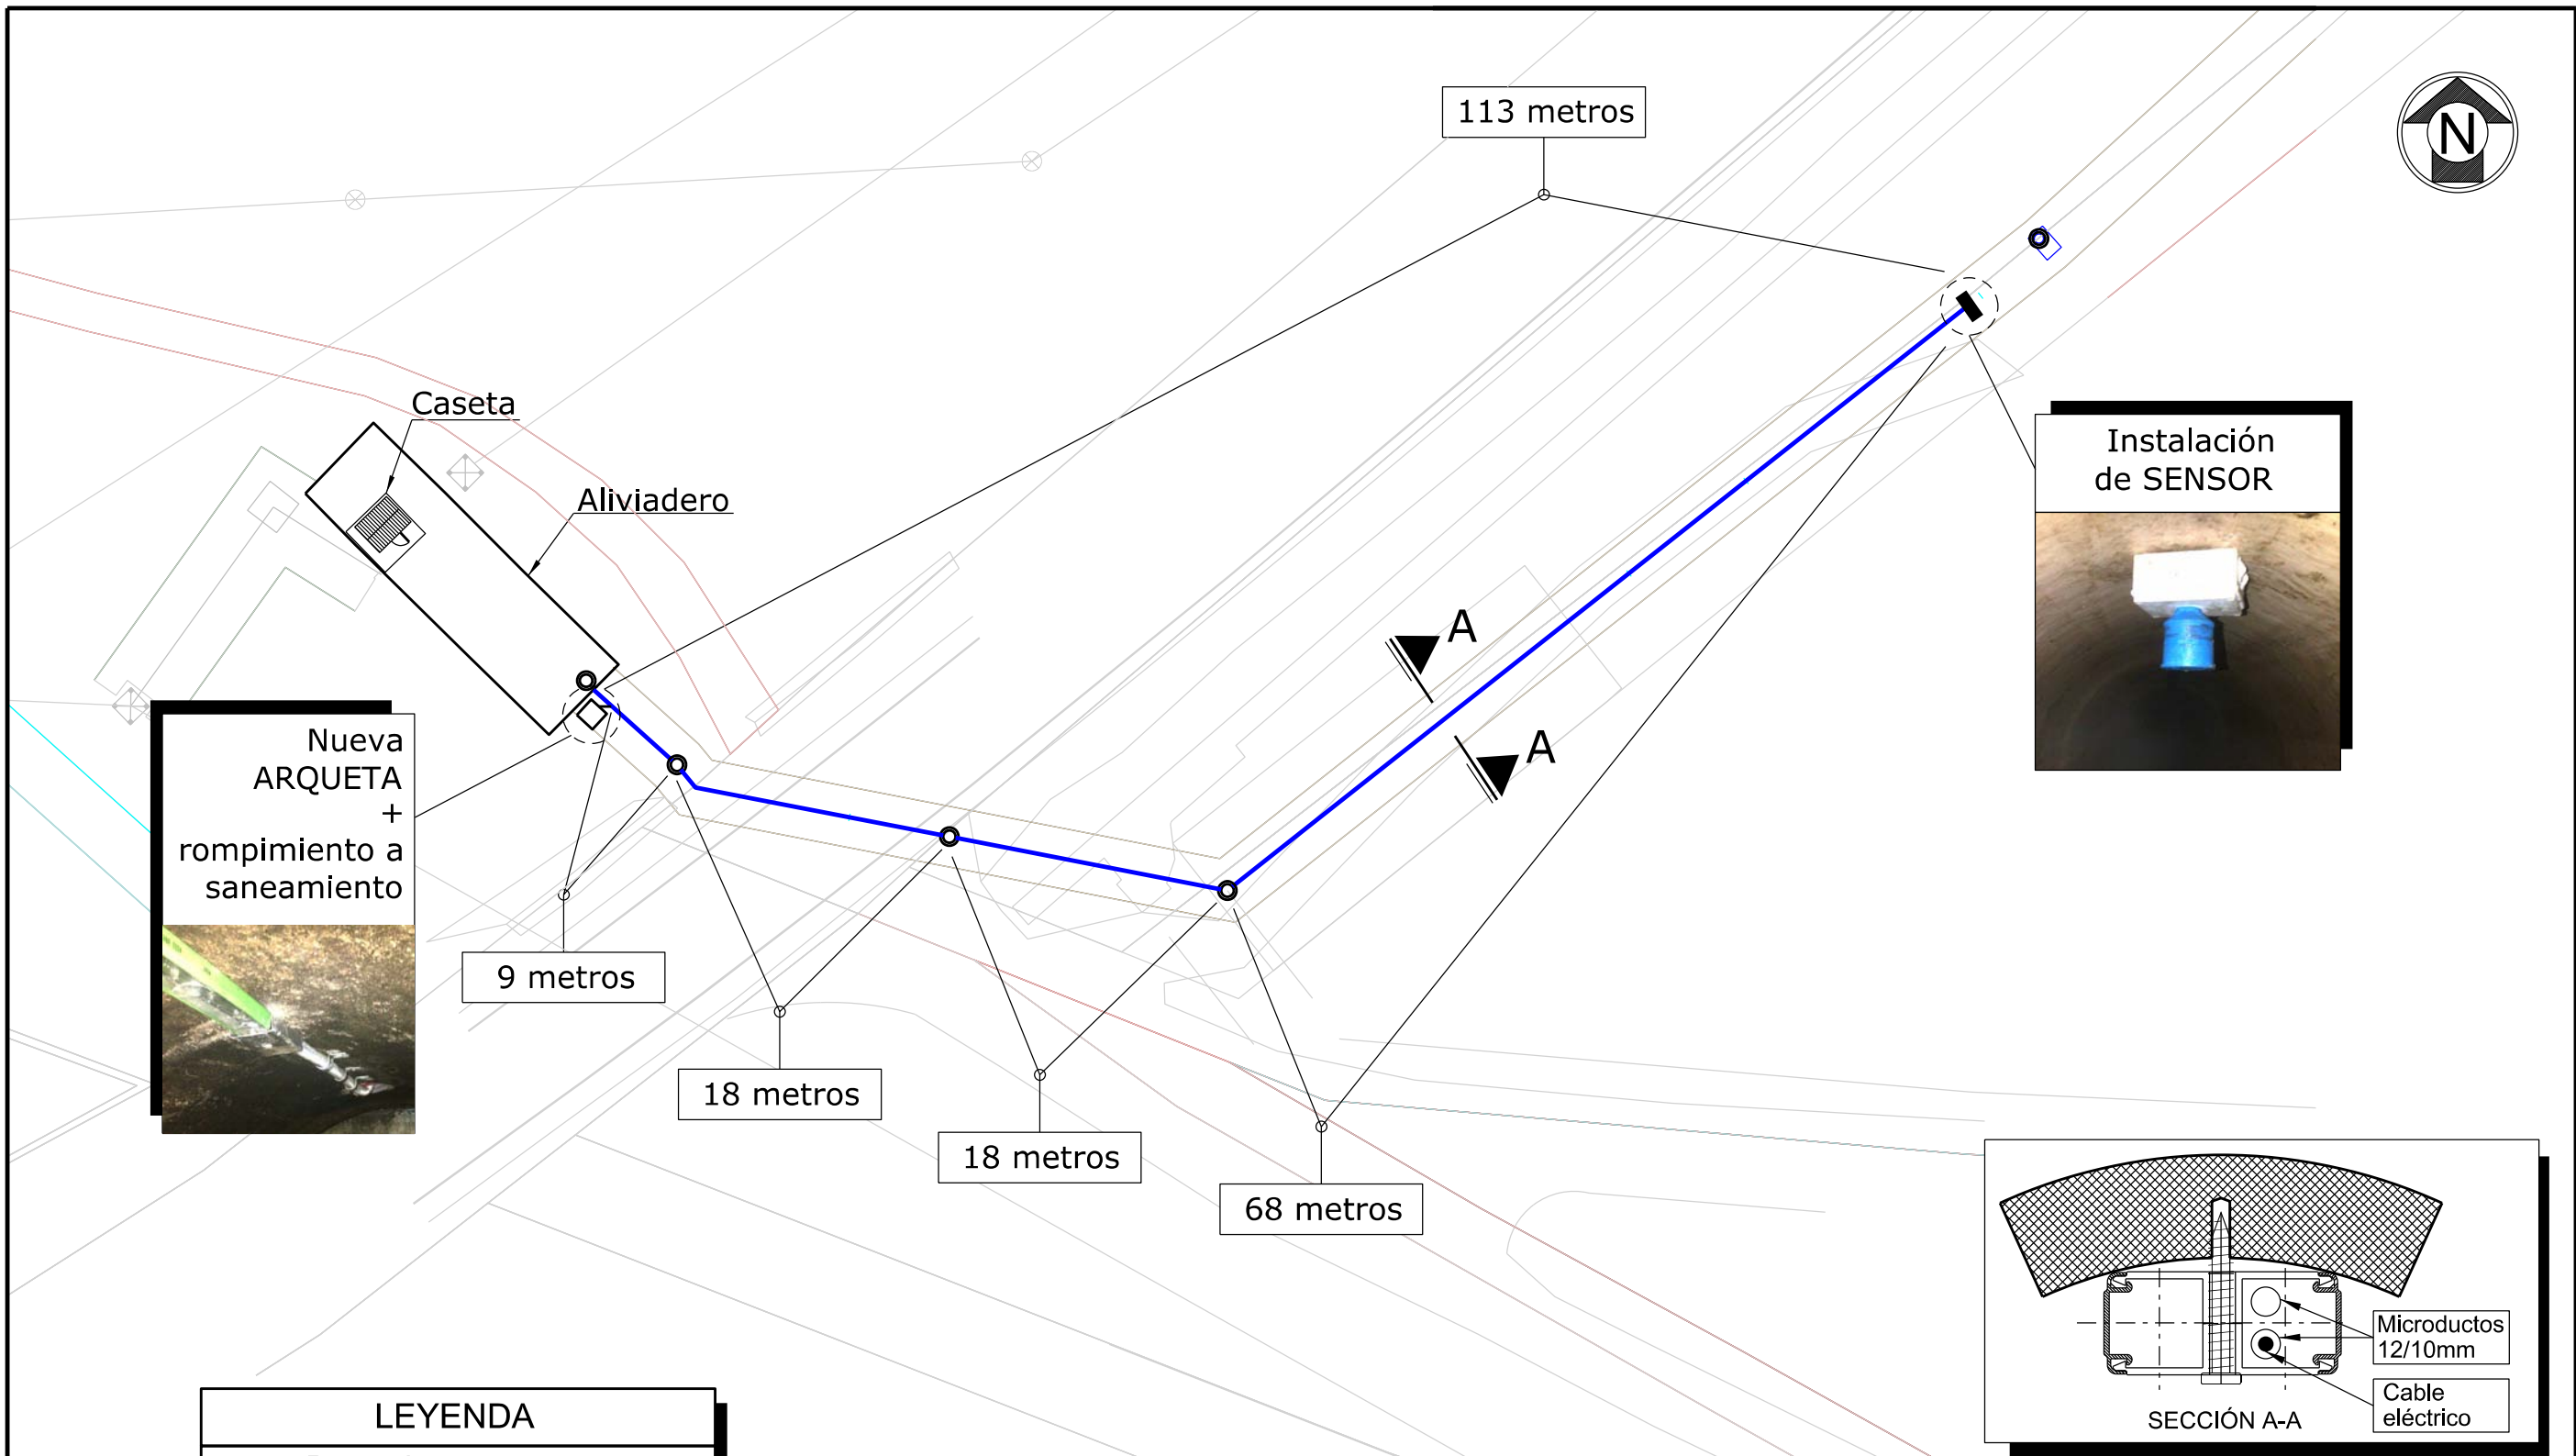 113 metros
N
Caseta
Aliviadero
Instalación
de SENSOR
A
A
Nueva
ARQUETA
+
rompimiento a
saneamiento
9 metros
18 metros
18 metros
68 metros
Microductos
12/10mm
Cable
eléctrico
SECCIÓN A-A
LEYENDA